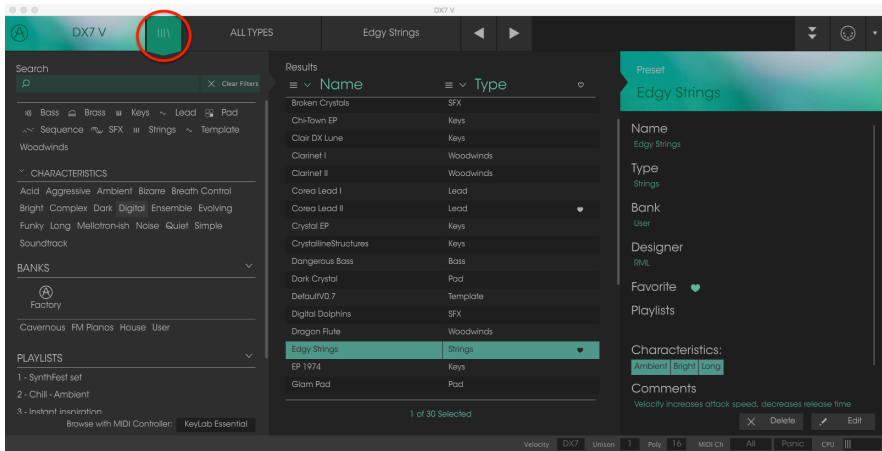 DX7 V
DX7 V ALL TYPES Edgy Strings
Search
Clear Filters
Bass Brass Keys Lead Pad
Sequence SFX Strings Template
Woodwinds
CHARACTERISTICS
Acid Aggressive Ambient Bizarre Breath Control
Bright Complex Dark Digital Ensemble Evolving
Funky Long Mellotron-ish Noise Quiet Simple
Soundtrack
BANKS
Factory
Cavernous FM Pianos House User
PLAYLISTS
1 - SynthFest set
2 - Chill - Ambient
3 - Instant inspiration
Browse with MIDI Controller: KeyLab Essential
Results
Name Type
Broken Crystals SFX
Chi-Town EP Keys
Clair DX Lune Keys
Clarinet I Woodwinds
Clarinet II Woodwinds
Corea Lead I Lead
Corea Lead II Lead
Crystal EP Keys
CrystallineStructures Keys
Dangerous Bass Bass
Dark Crystal Pad
DefaultV0.7 Template
Digital Dolphins SFX
Dragon Flute Woodwinds
Edgy Strings Strings
EP 1974 Keys
Glam Pad Pad
1 of 30 Selected
Preset
Edgy Strings
Name
Edgy Strings
Type
Strings
Bank
User
Designer
RML
Favorite
Playlists
Characteristics:
Ambient Bright Long
Comments
Velocity increases attack speed, decreases release time
Delete Edit
Velocity DX7 Unison 1 Poly 16 MIDI Ch All Panic CPU